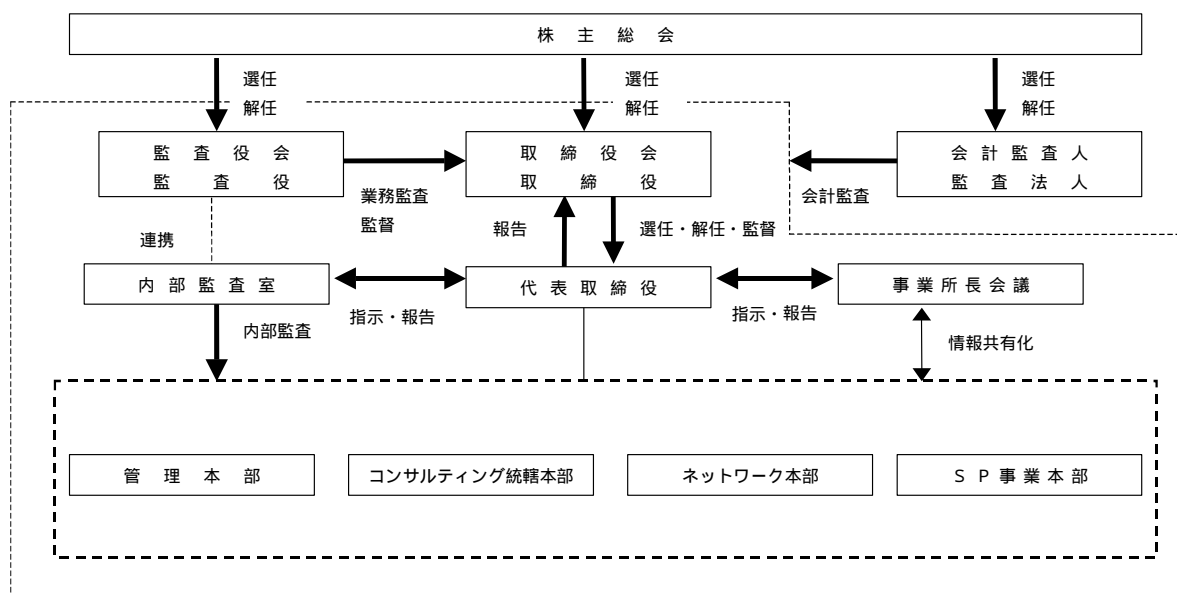 株主総会
選任
解任
選任
解任
選任
解任
監査役会
監査役
取締役会
取締役
会計監査人
監査法人
業務監査
監督
会計監査
連携
報告
選任・解任・監督
内部監査室
代表取締役
事業所長会議
内部監査
指示・報告
指示・報告
情報共有化
管理本部
コンサルティング統轄本部
ネットワーク本部
ＳＰ事業本部